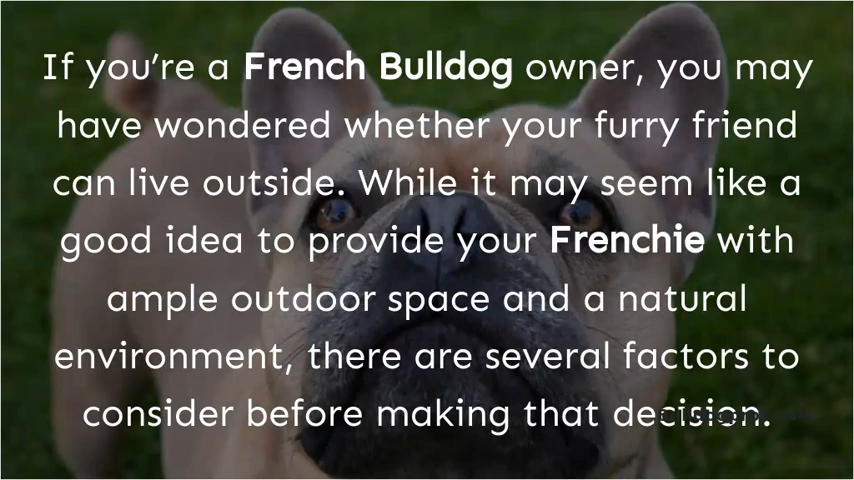 If you’re a French Bulldog owner, you may
have wondered whether your furry friend
can live outside. While it may seem like a
good idea to provide your Frenchie with
ample outdoor space and a natural
environment, there are several factors to
consider before making that decision.